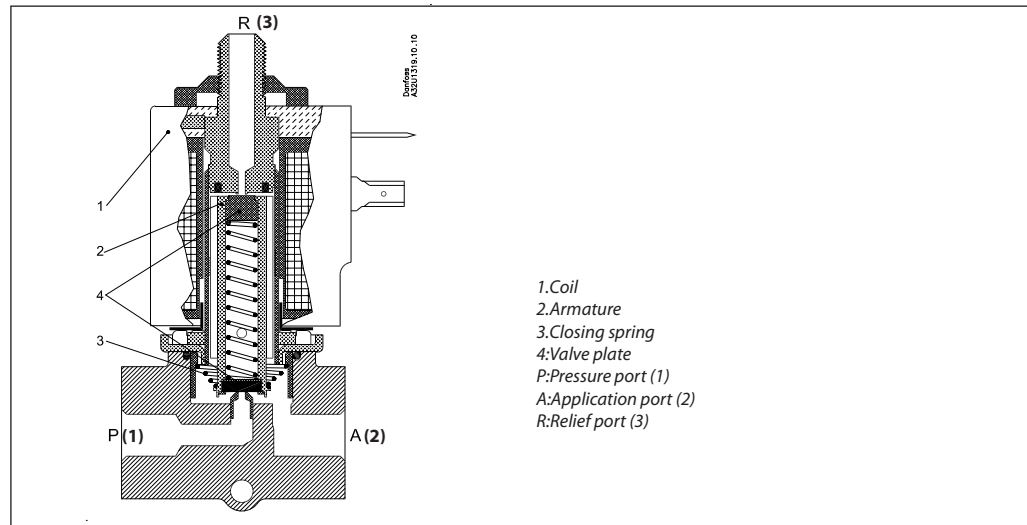 R (3)
Danfoss
A32U1319.10.10
1
2
4
3
P (1)
A (2)
1.Coil
2.Armature
3.Closing spring
4:Valve plate
P:Pressure port (1)
A:Application port (2)
R:Relief port (3)